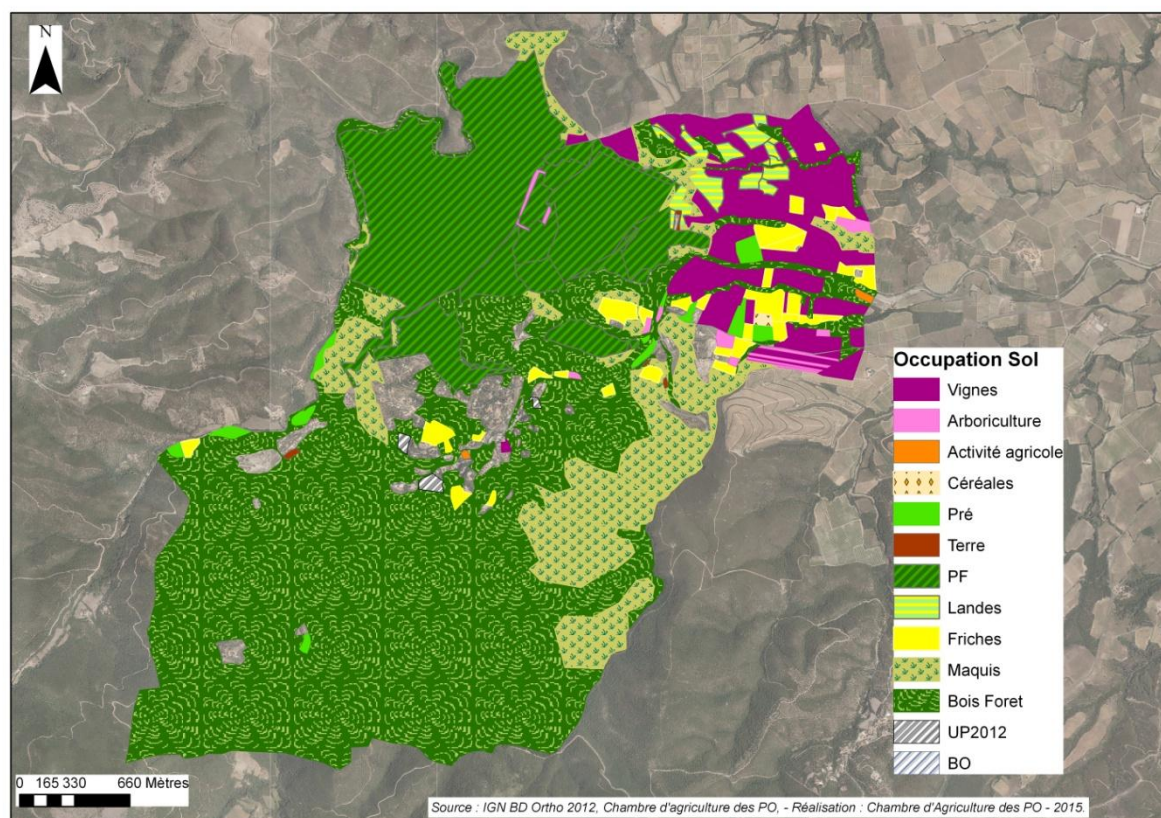 N
Occupation Sol
Vignes
Arboriculture
Activité agricole
Céréales
Pré
Terre
PF
Landes
Friches
Maquis
Bois Foret
UP2012
BO
0 165 330 660 Mètres
Source : IGN BD Ortho 2012, Chambre d'agriculture des PO, - Réalisation : Chambre d'Agriculture des PO - 2015.